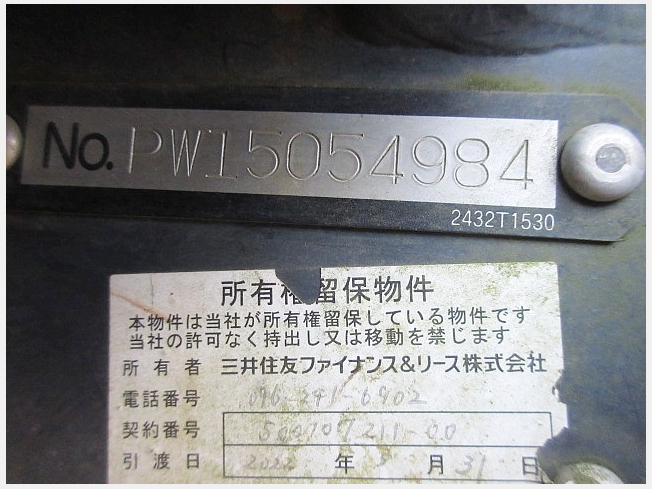 No. PW15054984
2432T1530
所有権留保物件
本物件は当社が所有権留保している物件です
当社の許可なく持出し又は移動を禁じます
所有者 三井住友ファイナンス&リース株式会社
電話番号
契約番号
引渡日 2022 年 月 31 日